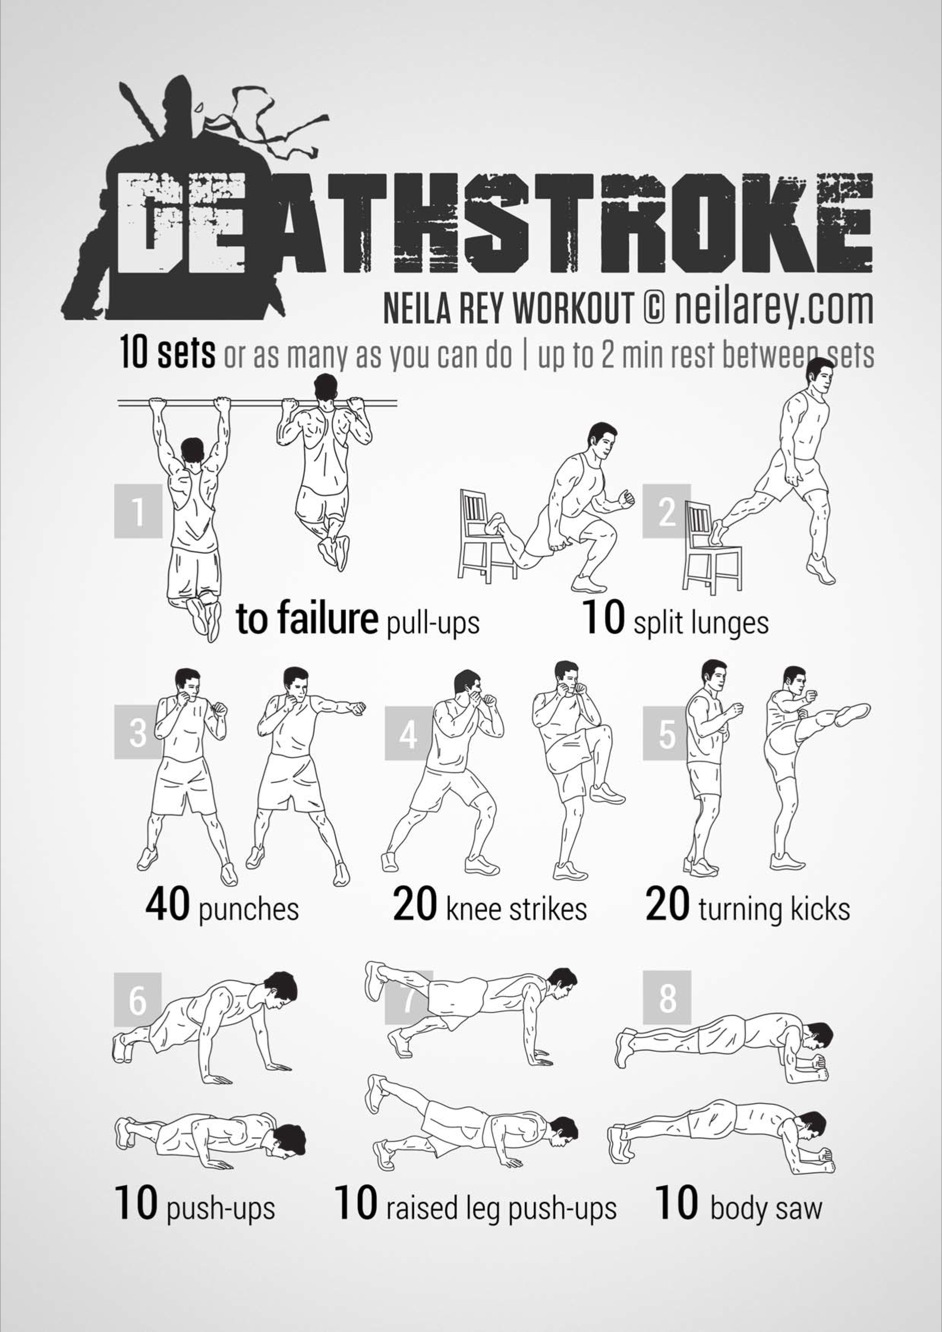 DEATHSTROKE
NEILA REY WORKOUT © neilarey.com
10 sets or as many as you can do | up to 2 min rest between sets
1
to failure pull-ups
2
10 split lunges
3
40 punches
4
20 knee strikes
5
20 turning kicks
6
10 push-ups
7
10 raised leg push-ups
8
10 body saw